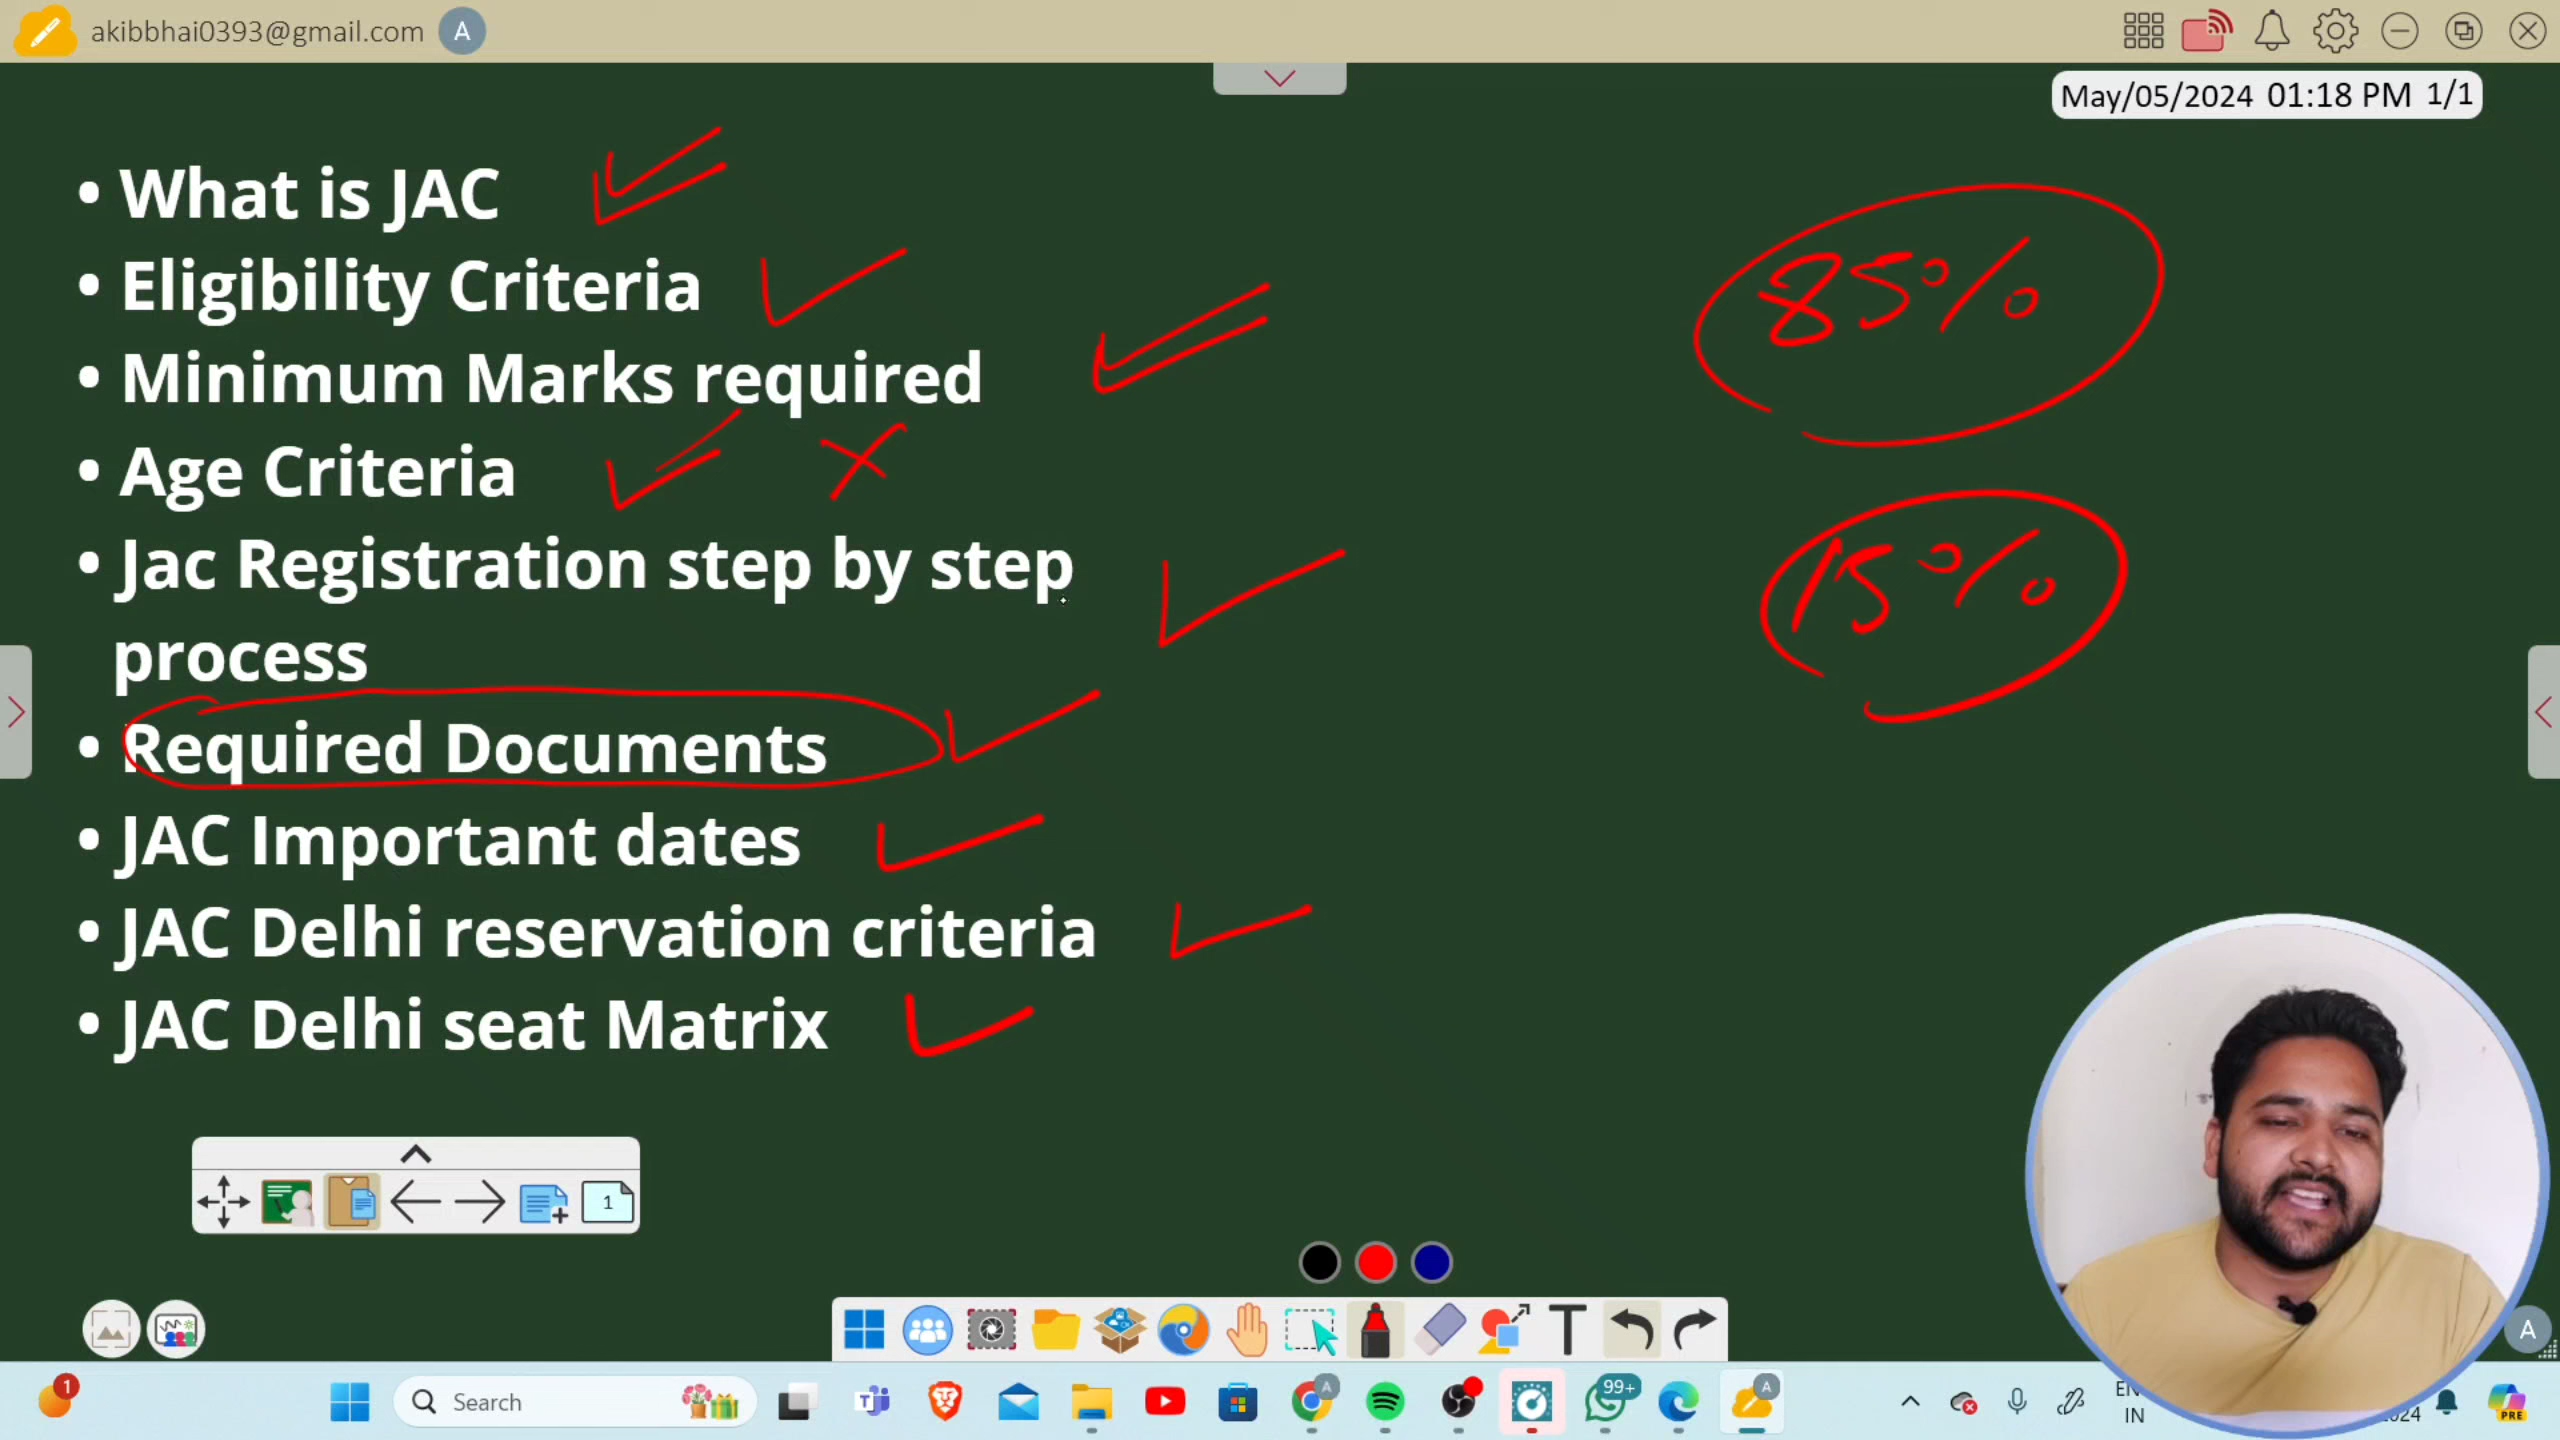 akibbhai0393@gmail.com
A
May/05/2024 01:18 PM 1/1
• What is JAC
• Eligibility Criteria
• Minimum Marks required
• Age Criteria
• Jac Registration step by step
process
• Required Documents
• JAC Important dates
• JAC Delhi reservation criteria
• JAC Delhi seat Matrix
85%
15%
1
T
A
1
Search
A
99+
A
IN
PRE